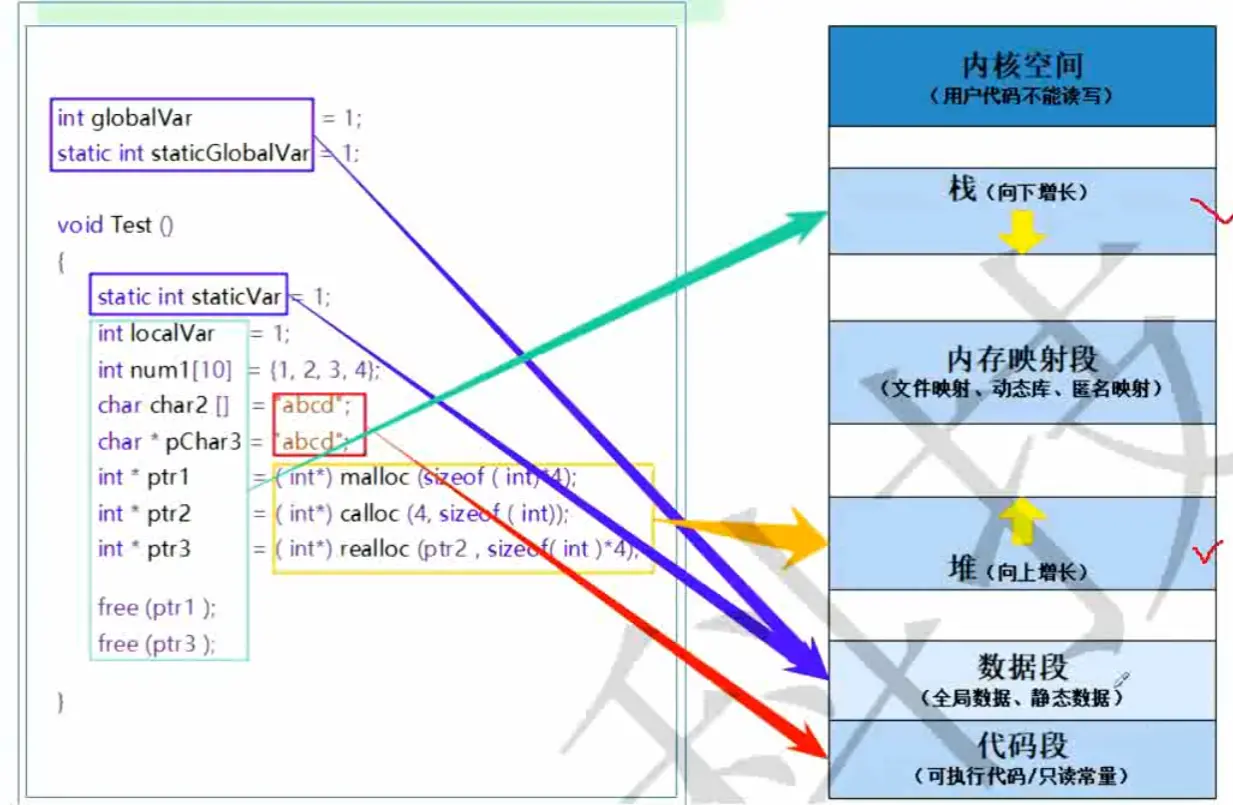 int globalVar = 1;
static int staticGlobalVar = 1;
void Test ()
{
static int staticVar = 1;
int localVar = 1;
int num1[10] = {1, 2, 3, 4};
char char2 [] = "abcd";
char * pChar3 = "abcd";
int * ptr1 = ( int*) malloc (sizeof ( int)*4);
int * ptr2 = ( int*) calloc (4, sizeof ( int));
int * ptr3 = ( int*) realloc (ptr2 , sizeof( int )*4);
free (ptr1 );
free (ptr3 );
}
内核空间
（用户代码不能读写）
栈（向下增长）
内存映射段
（文件映射、动态库、匿名映射）
堆（向上增长）
数据段
（全局数据、静态数据）
代码段
（可执行代码/只读常量）
科技